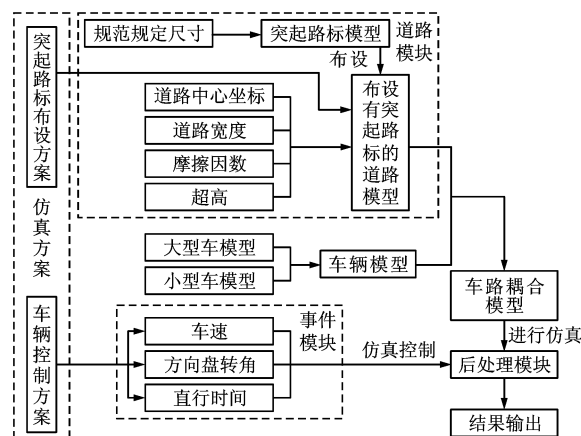 突起路标布设方案
仿真方案
车辆控制方案
规范规定尺寸
突起路标模型
道路
模块
布设
道路中心坐标
道路宽度
摩擦因数
超高
布设
有突
起路
标的
道路
模型
大型车模型
小型车模型
车辆模型
车路耦合
模型
进行仿真
车速
方向盘转角
直行时间
事件
模块
仿真控制
后处理模块
结果输出